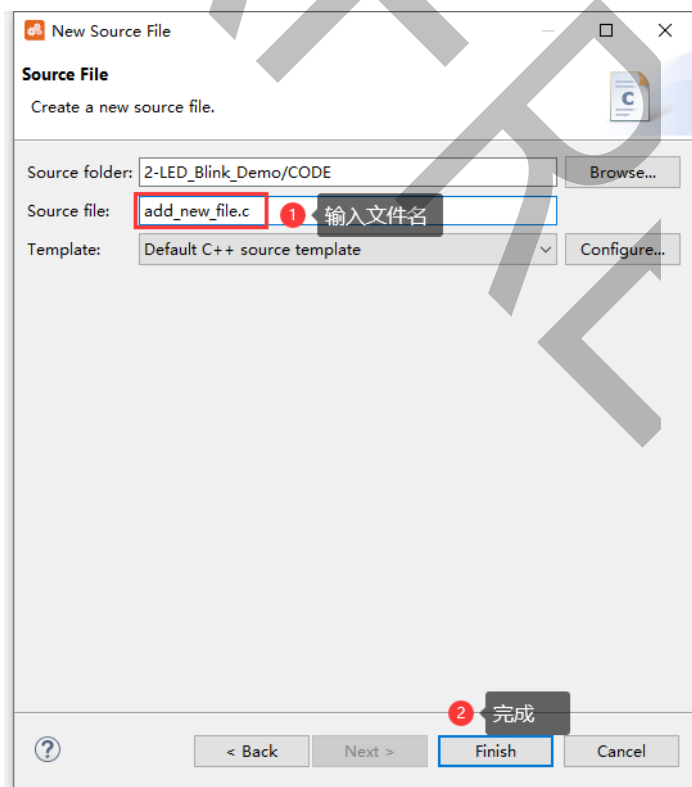 New Source File
Source File
Create a new source file.
C
Source folder: 2-LED_Blink_Demo/CODE Browse...
Source file: add_new_file.c 1 输入文件名
Template: Default C++ source template Configure...
2 完成
? < Back Next > Finish Cancel